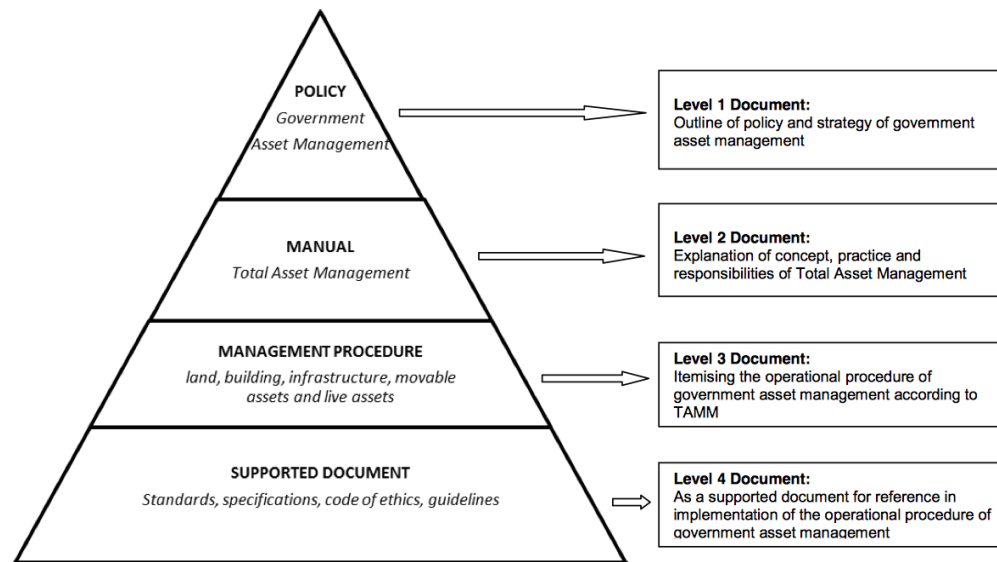 POLICY
Government
Asset Management
Level 1 Document:
Outline of policy and strategy of government
asset management
MANUAL
Total Asset Management
Level 2 Document:
Explanation of concept, practice and
responsibilities of Total Asset Management
MANAGEMENT PROCEDURE
land, building, infrastructure, movable
assets and live assets
Level 3 Document:
Itemising the operational procedure of
government asset management according to
TAMM
SUPPORTED DOCUMENT
Standards, specifications, code of ethics, guidelines
Level 4 Document:
As a supported document for reference in
implementation of the operational procedure of
government asset management